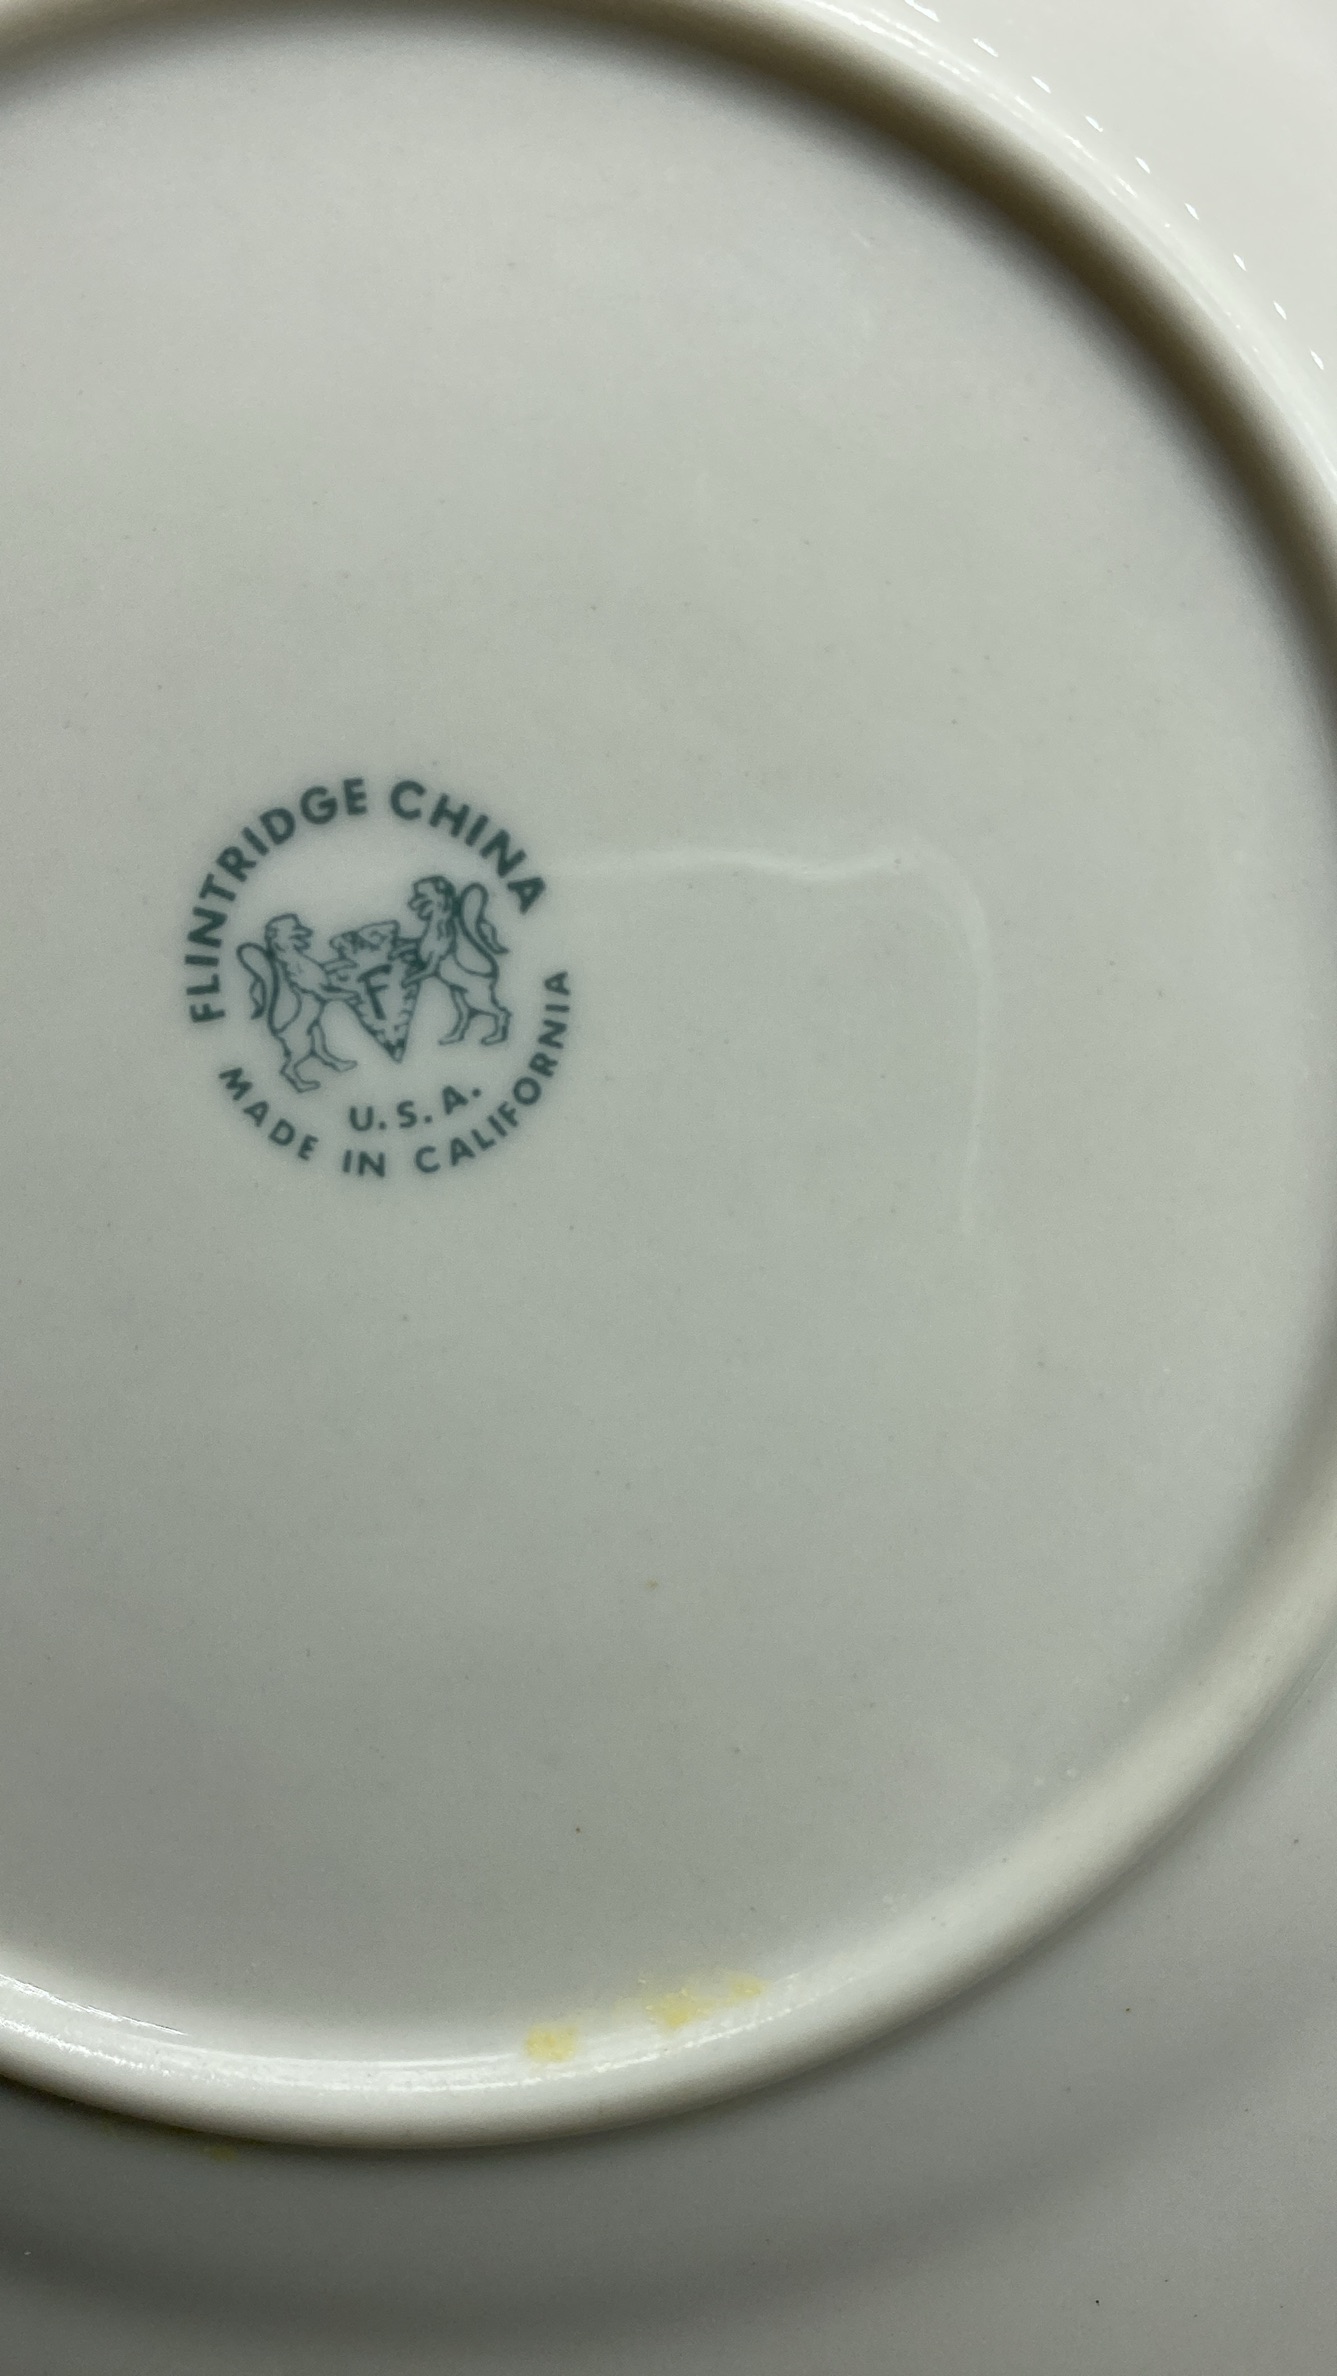 FLINTRIDGE CHINA
F
U.S.A.
MADE IN CALIFORNIA